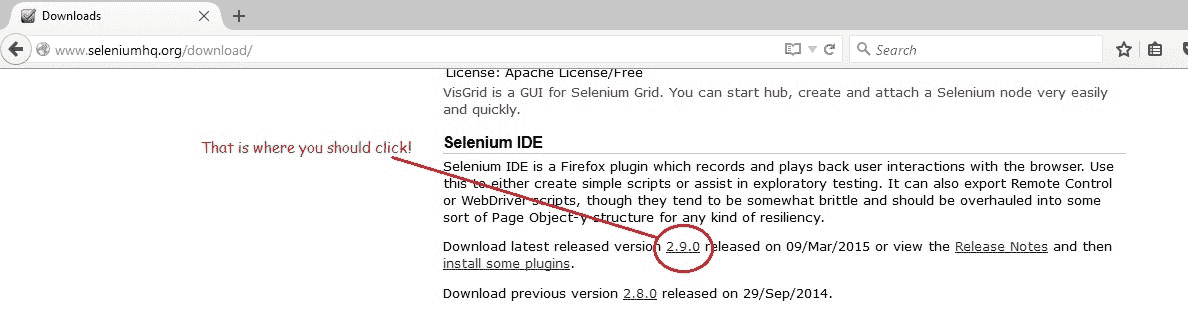 Downloads
www.seleniumhq.org/download/
Search
License: Apache License/Free
VisGrid is a GUI for Selenium Grid. You can start hub, create and attach a Selenium node very easily
and quickly.
That is where you should click!
Selenium IDE
Selenium IDE is a Firefox plugin which records and plays back user interactions with the browser. Use
this to either create simple scripts or assist in exploratory testing. It can also export Remote Control
or WebDriver scripts, though they tend to be somewhat brittle and should be overhauled into some
sort of Page Object-y structure for any kind of resiliency.
Download latest released version 2.9.0 released on 09/Mar/2015 or view the Release Notes and then
install some plugins.
Download previous version 2.8.0 released on 29/Sep/2014.